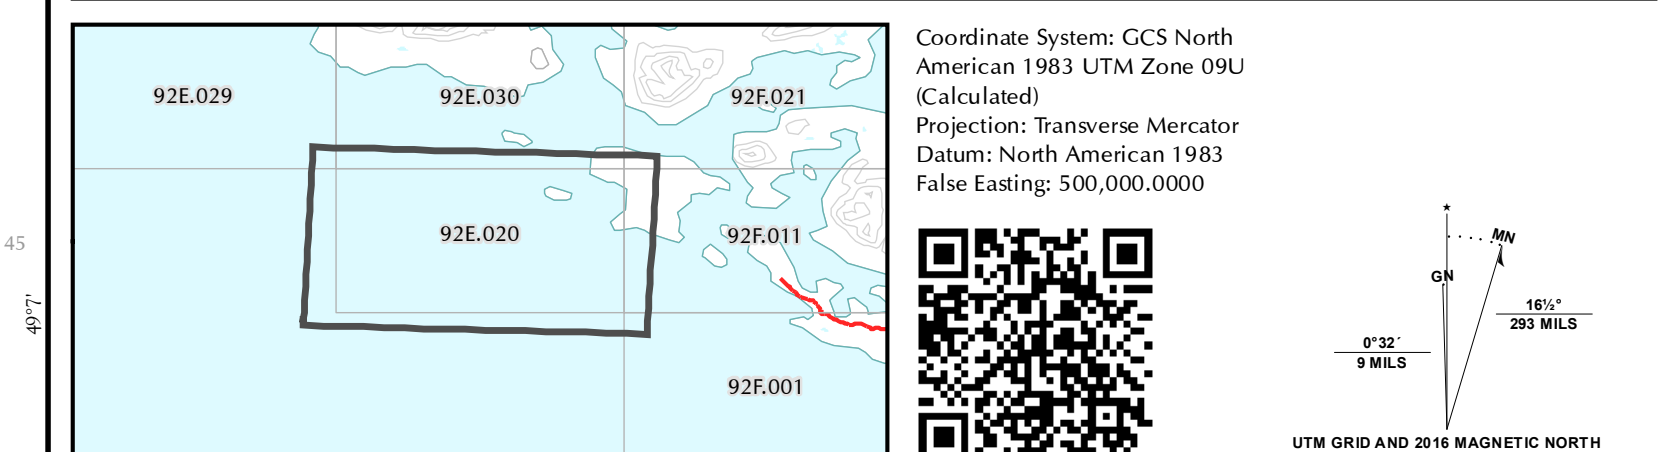 45
49°7'
92E.029
92E.030
92F.021
92E.020
92F.011
92F.001
Coordinate System: GCS North
American 1983 UTM Zone 09U
(Calculated)
Projection: Transverse Mercator
Datum: North American 1983
False Easting: 500,000.0000
MN
GN
16½°
293 MILS
0°32´
9 MILS
UTM GRID AND 2016 MAGNETIC NORTH